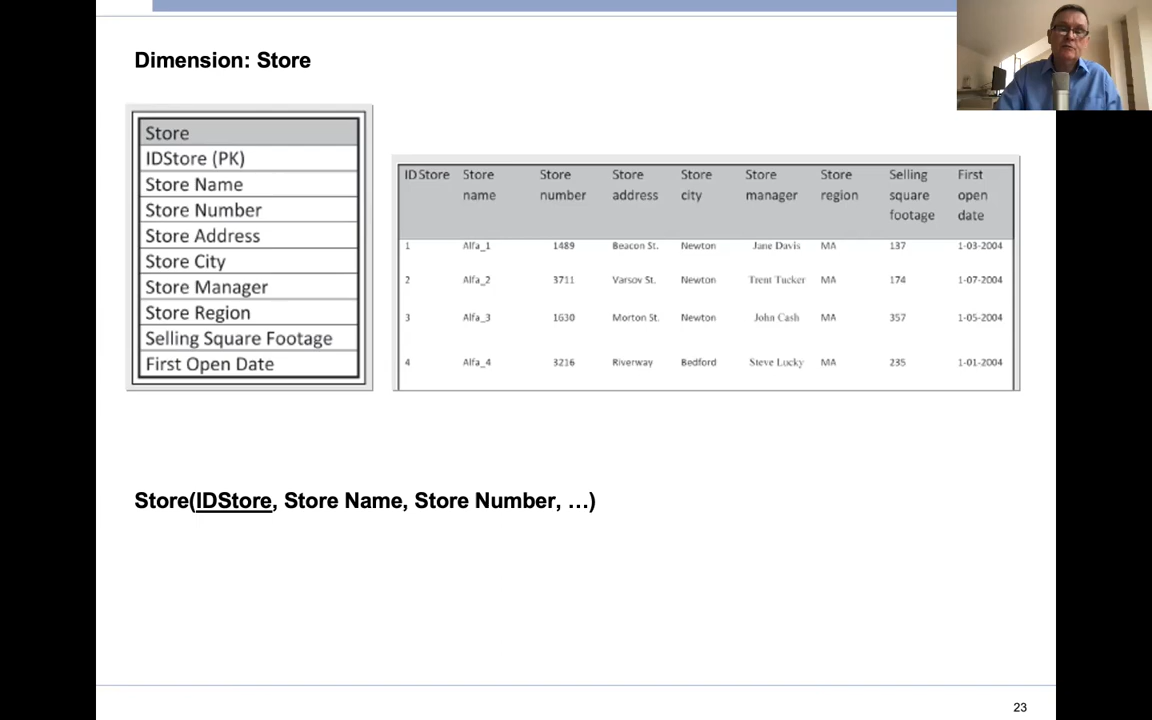 Dimension: Store
Store
IDStore (PK)
Store Name
Store Number
Store Address
Store City
Store Manager
Store Region
Selling Square Footage
First Open Date
IDStore Store name Store number Store address Store city Store manager Store region Selling square footage First open date
1 Alfa_1 1489 Beacon St. Newton Jane Davis MA 137 1-03-2004
2 Alfa_2 3711 Varsov St. Newton Trent Tucker MA 174 1-07-2004
3 Alfa_3 1630 Morton St. Newton John Cash MA 357 1-05-2004
4 Alfa_4 3216 Riverway Bedford Steve Lucky MA 235 1-01-2004
Store(IDStore, Store Name, Store Number, …)
23